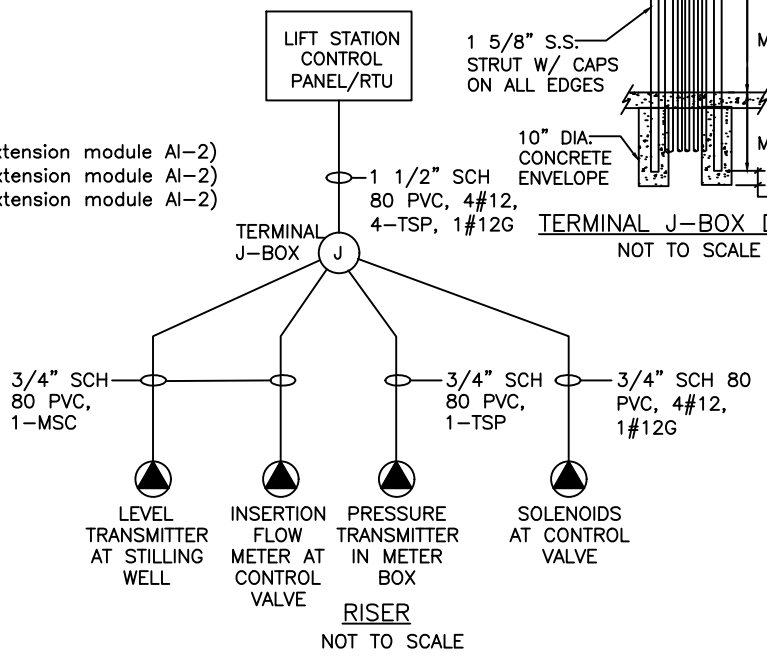 LIFT STATION
CONTROL
PANEL/RTU
1 5/8" S.S.
STRUT W/ CAPS
ON ALL EDGES
M
xtension module AI-2)
xtension module AI-2)
xtension module AI-2)
10" DIA.
CONCRETE
ENVELOPE
M
1 1/2" SCH
80 PVC, 4#12,
4-TSP, 1#12G
TERMINAL J-BOX D
NOT TO SCALE
TERMINAL
J-BOX
J
3/4" SCH
80 PVC,
1-MSC
3/4" SCH
80 PVC,
1-TSP
3/4" SCH 80
PVC, 4#12,
1#12G
LEVEL
TRANSMITTER
AT STILLING
WELL
INSERTION
FLOW
METER AT
CONTROL
VALVE
PRESSURE
TRANSMITTER
IN METER
BOX
SOLENOIDS
AT CONTROL
VALVE
RISER
NOT TO SCALE